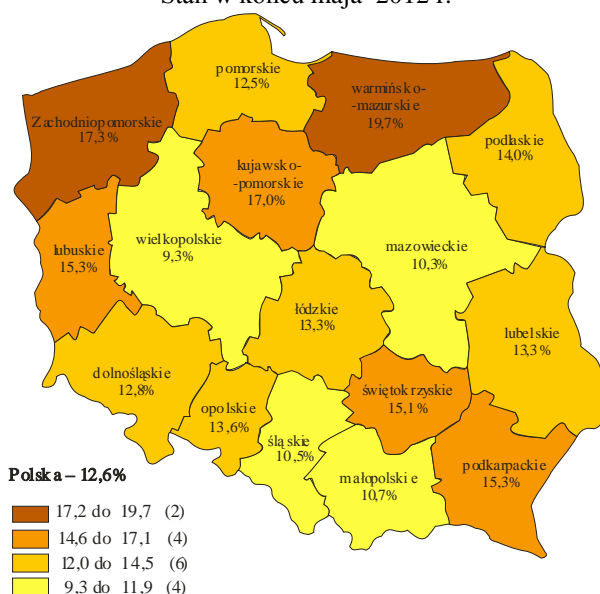 Stan w końcu maja 2012 r.
pomorskie
12,5%
warmińsko-
-mazurskie
19,7%
Zachodniopomorskie
17,3%
podlaskie
14,0%
kujawsko-
-pomorskie
17,0%
lubuskie
15,3%
wielkopolskie
9,3%
mazowieckie
10,3%
łódzkie
13,3%
lubelskie
13,3%
dolnośląskie
12,8%
opolskie
13,6%
świętokrzyskie
15,1%
śląskie
10,5%
małopolskie
10,7%
podkarpackie
15,3%
Polska – 12,6%
17,2 do 19,7 (2)
14,6 do 17,1 (4)
12,0 do 14,5 (6)
9,3 do 11,9 (4)